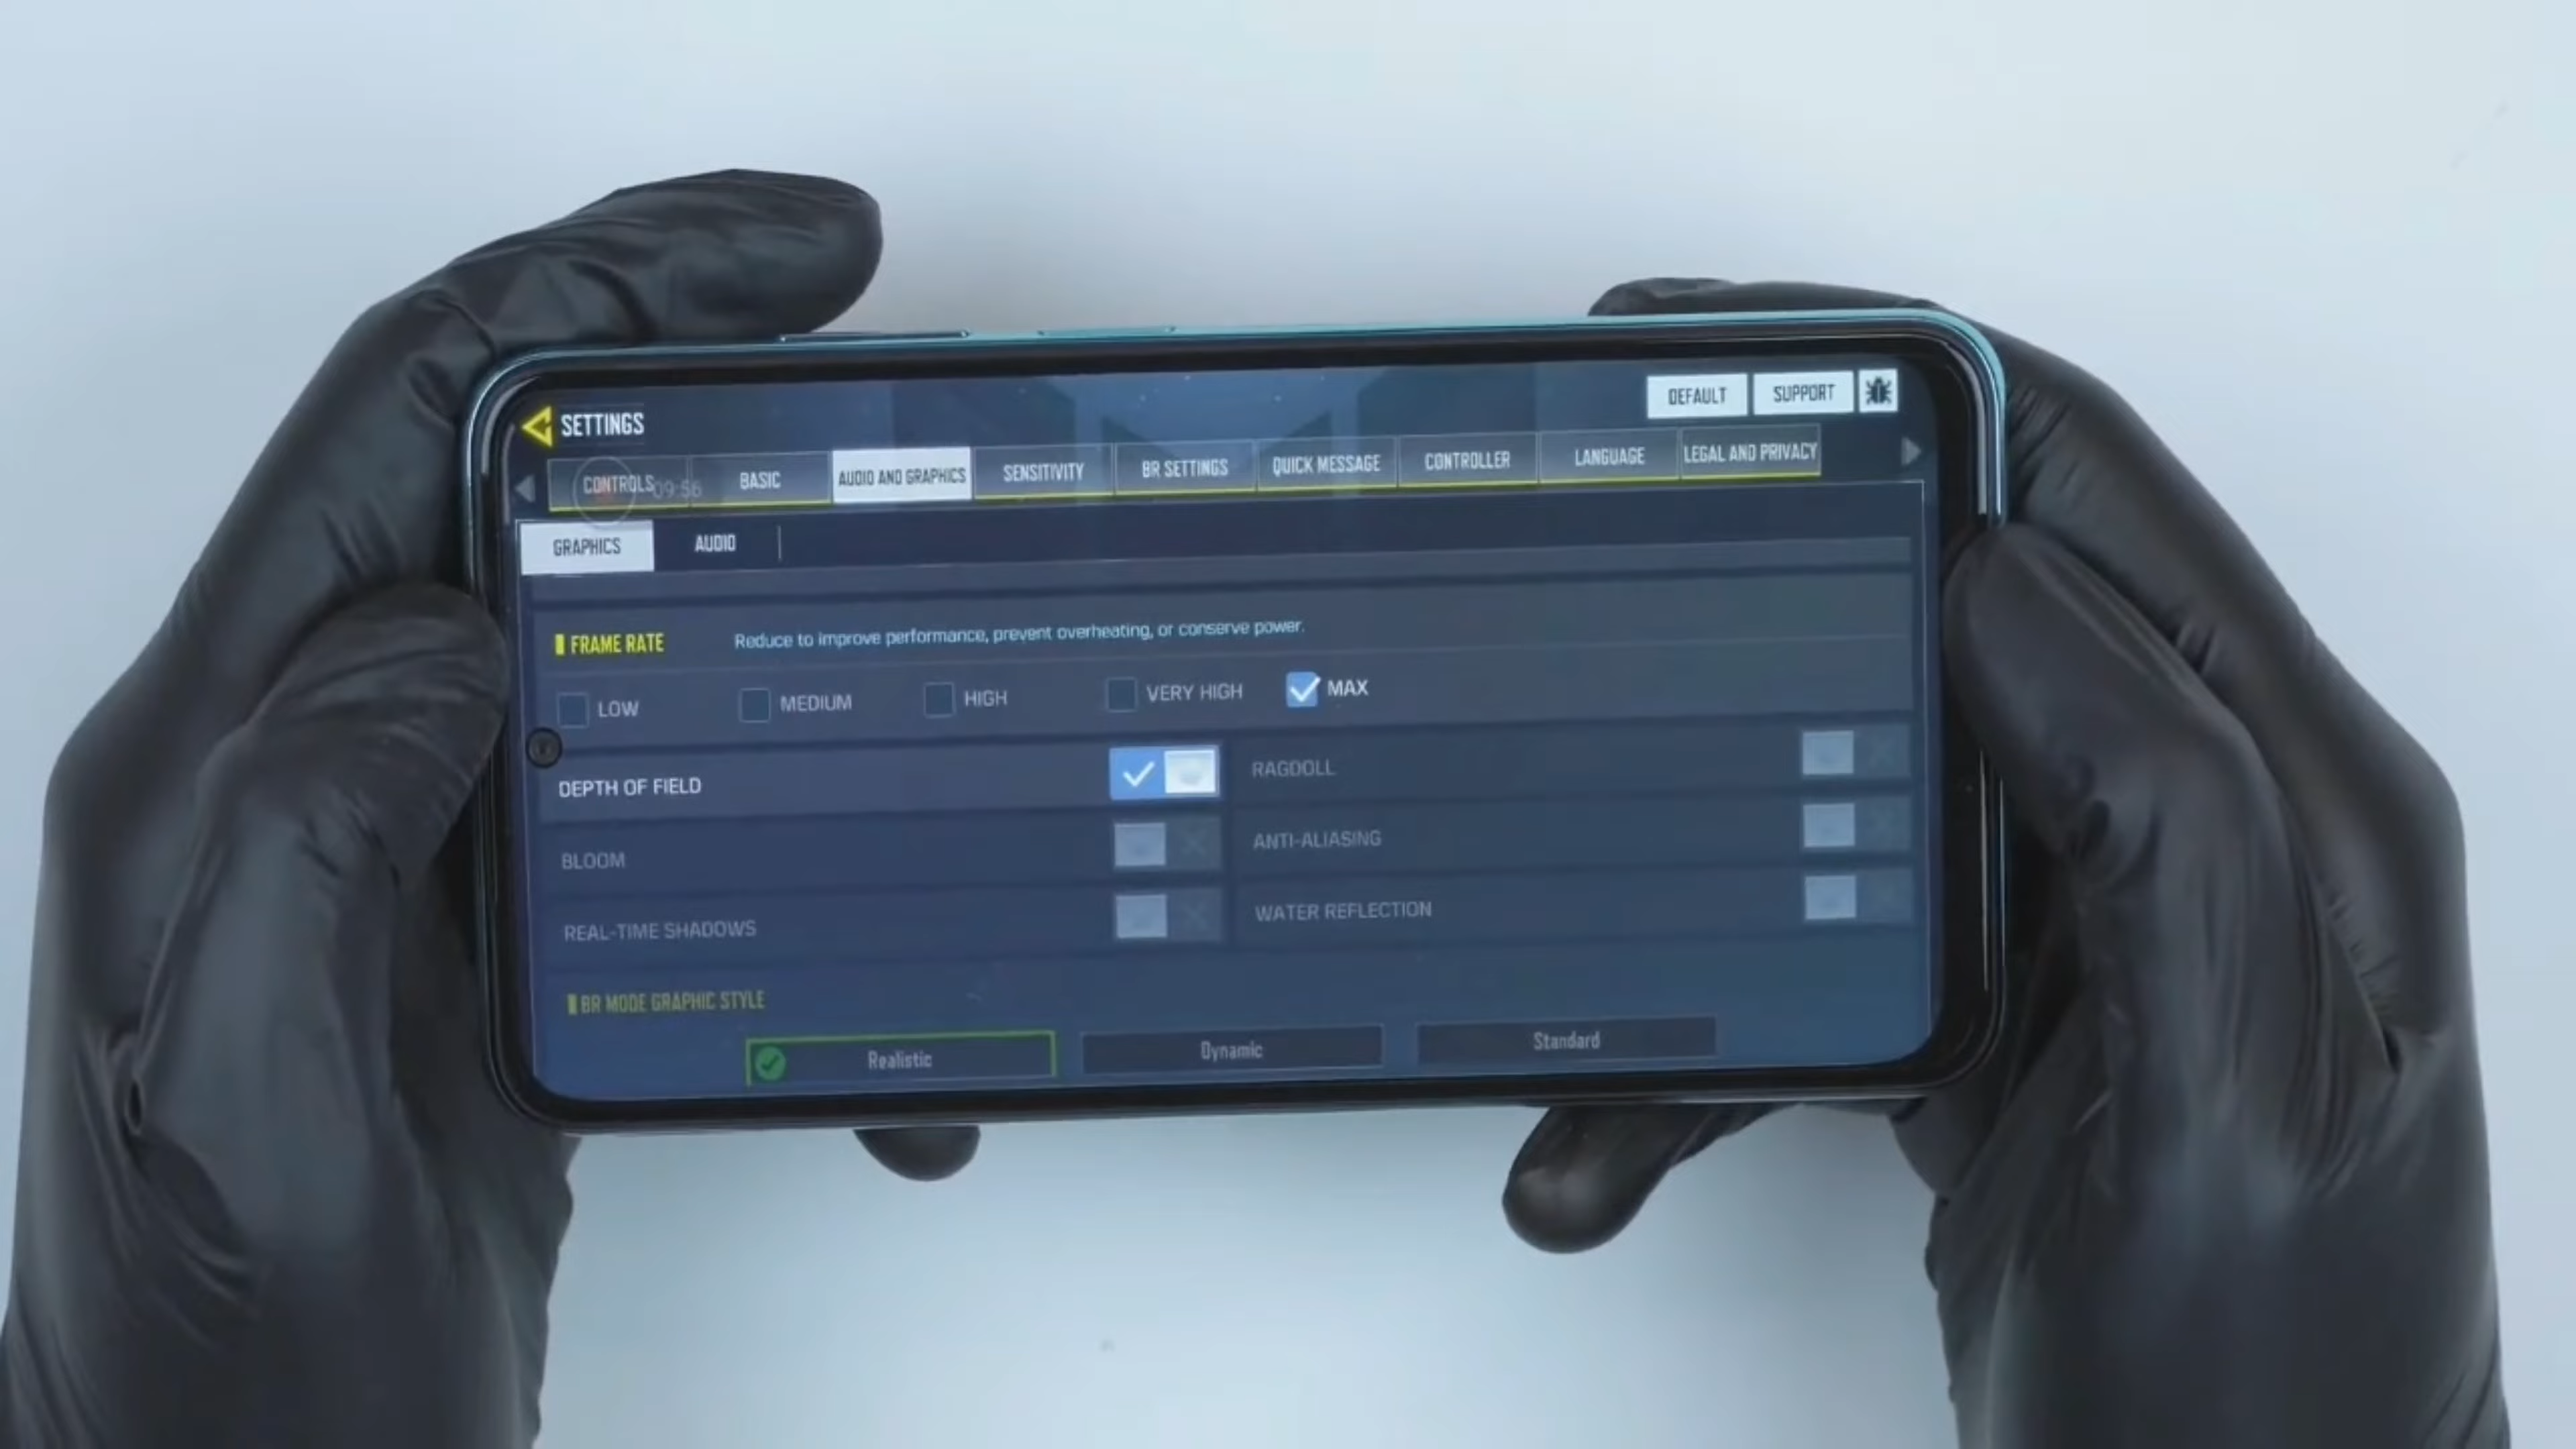 SETTINGS
DEFAULT
SUPPORT
CONTROLS
09:56
BASIC
AUDIO AND GRAPHICS
SENSITIVITY
BR SETTINGS
QUICK MESSAGE
CONTROLLER
LANGUAGE
LEGAL AND PRIVACY
GRAPHICS
AUDIO
FRAME RATE
Reduce to improve performance, prevent overheating, or conserve power.
LOW
MEDIUM
HIGH
VERY HIGH
MAX
DEPTH OF FIELD
RAGDOLL
BLOOM
ANTI-ALIASING
REAL-TIME SHADOWS
WATER REFLECTION
BR MODE GRAPHIC STYLE
Realistic
Dynamic
Standard